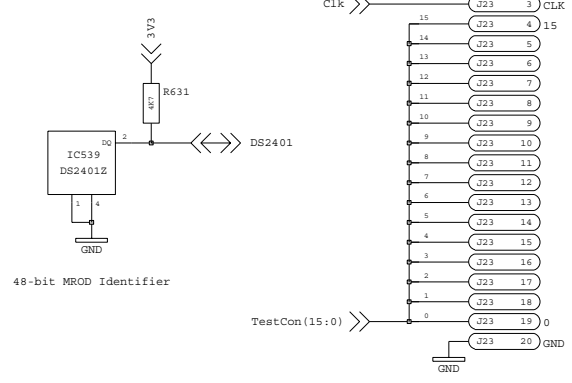 Clk J23 3 CLK
15 J23 4 15
14 J23 5
13 J23 6
12 J23 7
11 J23 8
10 J23 9
9 J23 10
8 J23 11
7 J23 12
6 J23 13
5 J23 14
4 J23 15
3 J23 16
2 J23 17
1 J23 18
TestCon(15:0) 0 J23 19 0
J23 20 GND
GND
3V3
4K7 R631
DQ 2 DS2401
IC539
DS2401Z
1 4
GND
48-bit MROD Identifier